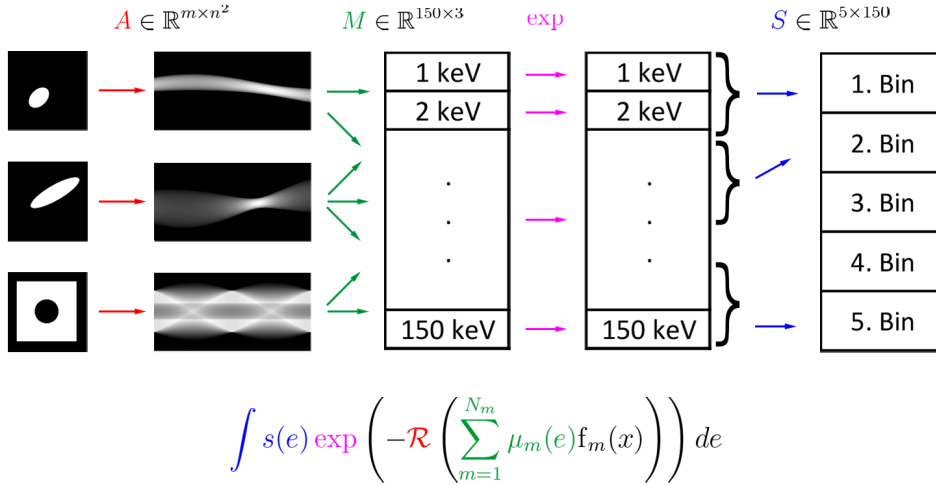 A ∈ ℝ^{m×n²} M ∈ ℝ^{150×3} exp S ∈ ℝ^{5×150}
1 keV 1 keV 1. Bin
2 keV 2 keV 2. Bin
. .
. . 3. Bin
. . 4. Bin
150 keV 150 keV 5. Bin
∫ s(e) exp (−ℛ (∑_{m=1}^{N_m} μ_m(e)f_m(x))) de